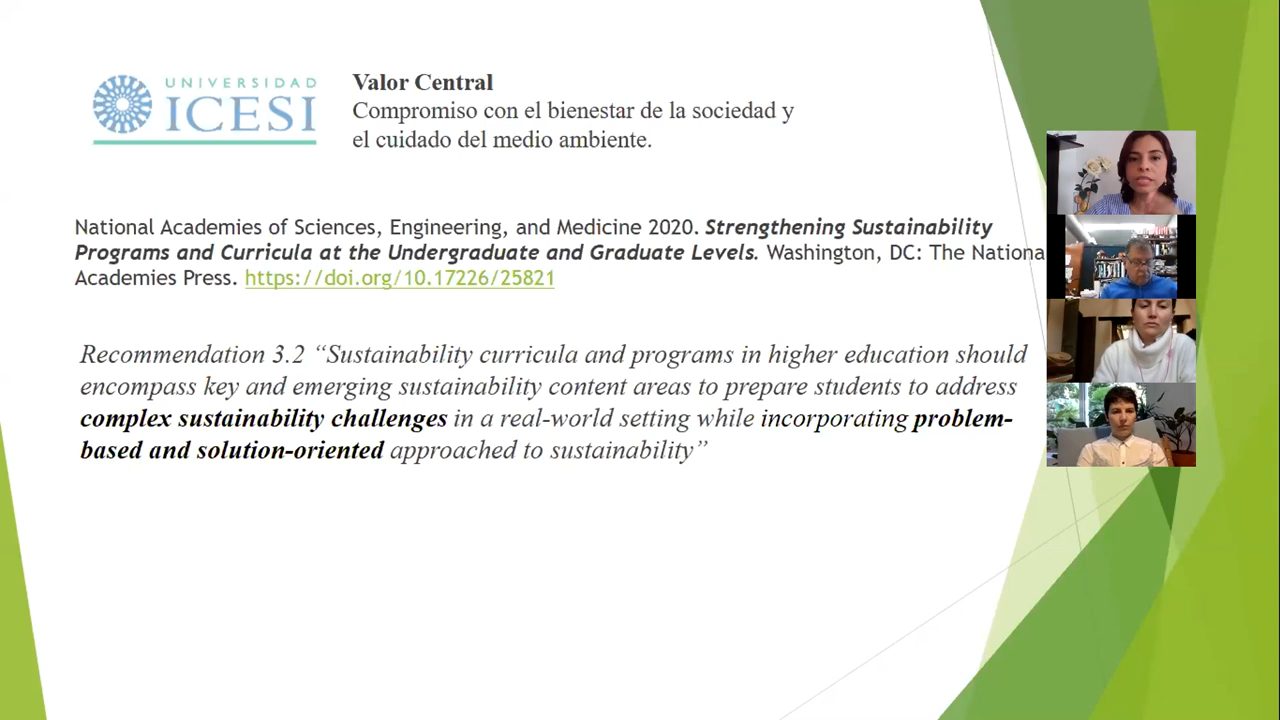 UNIVERSIDAD
ICESI
Valor Central
Compromiso con el bienestar de la sociedad y
el cuidado del medio ambiente.
National Academies of Sciences, Engineering, and Medicine 2020. Strengthening Sustainability
Programs and Curricula at the Undergraduate and Graduate Levels. Washington, DC: The Nationa
Academies Press. https://doi.org/10.17226/25821
Recommendation 3.2 “Sustainability curricula and programs in higher education should
encompass key and emerging sustainability content areas to prepare students to address
complex sustainability challenges in a real-world setting while incorporating problem-
based and solution-oriented approached to sustainability”